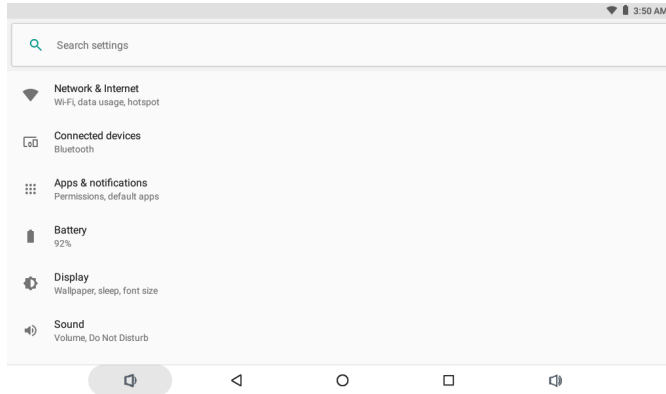 3:50 AM
Search settings
Network & Internet
Wi-Fi, data usage, hotspot
Connected devices
Bluetooth
Apps & notifications
Permissions, default apps
Battery
92%
Display
Wallpaper, sleep, font size
Sound
Volume, Do Not Disturb